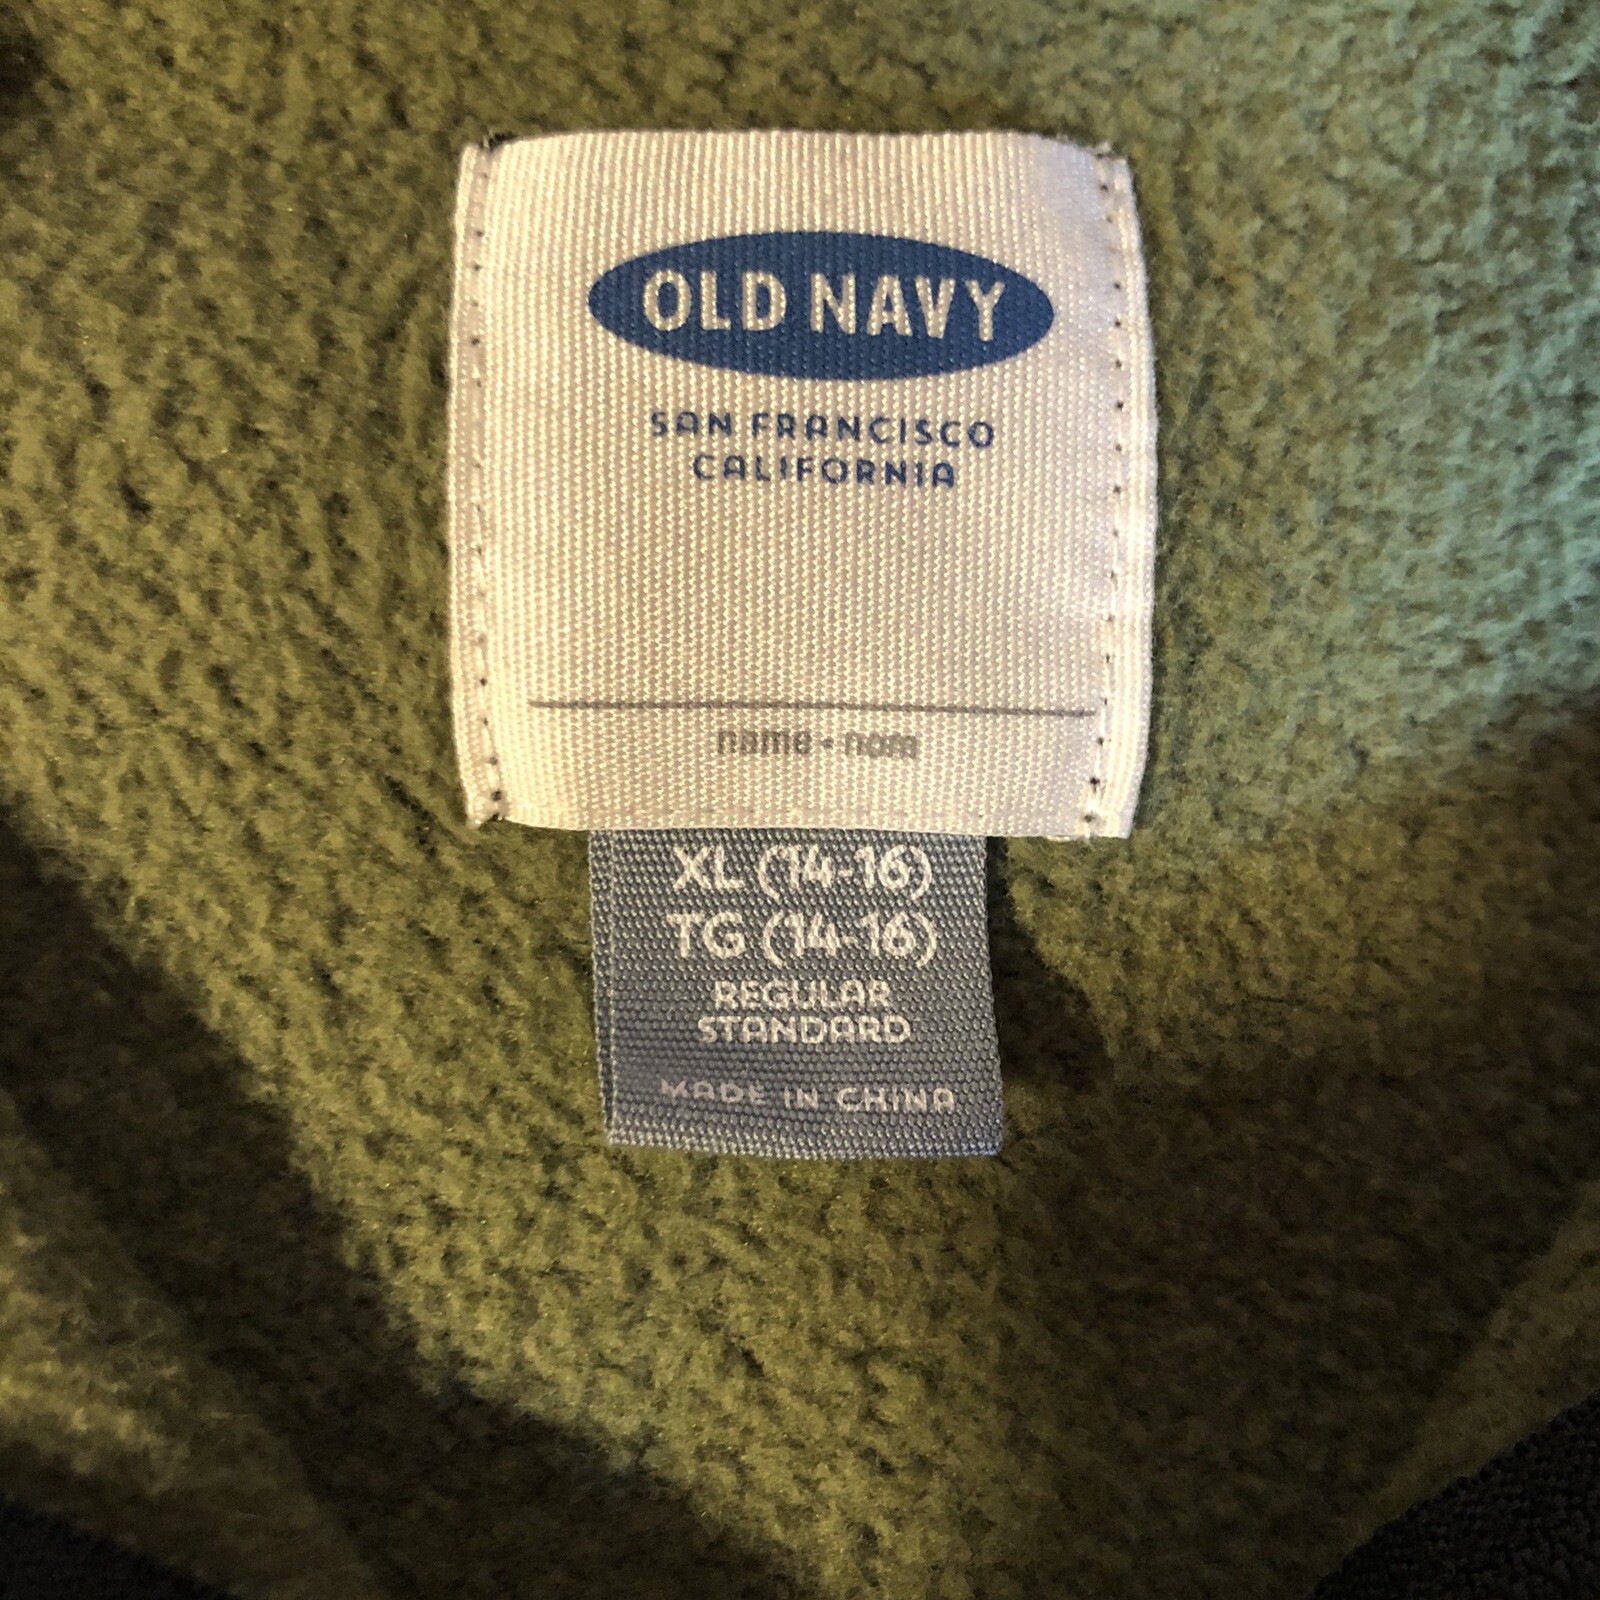 OLD NAVY
SAN FRANCISCO
CALIFORNIA
name • nom
XL (14-16)
TG (14-16)
REGULAR
STANDARD
MADE IN CHINA